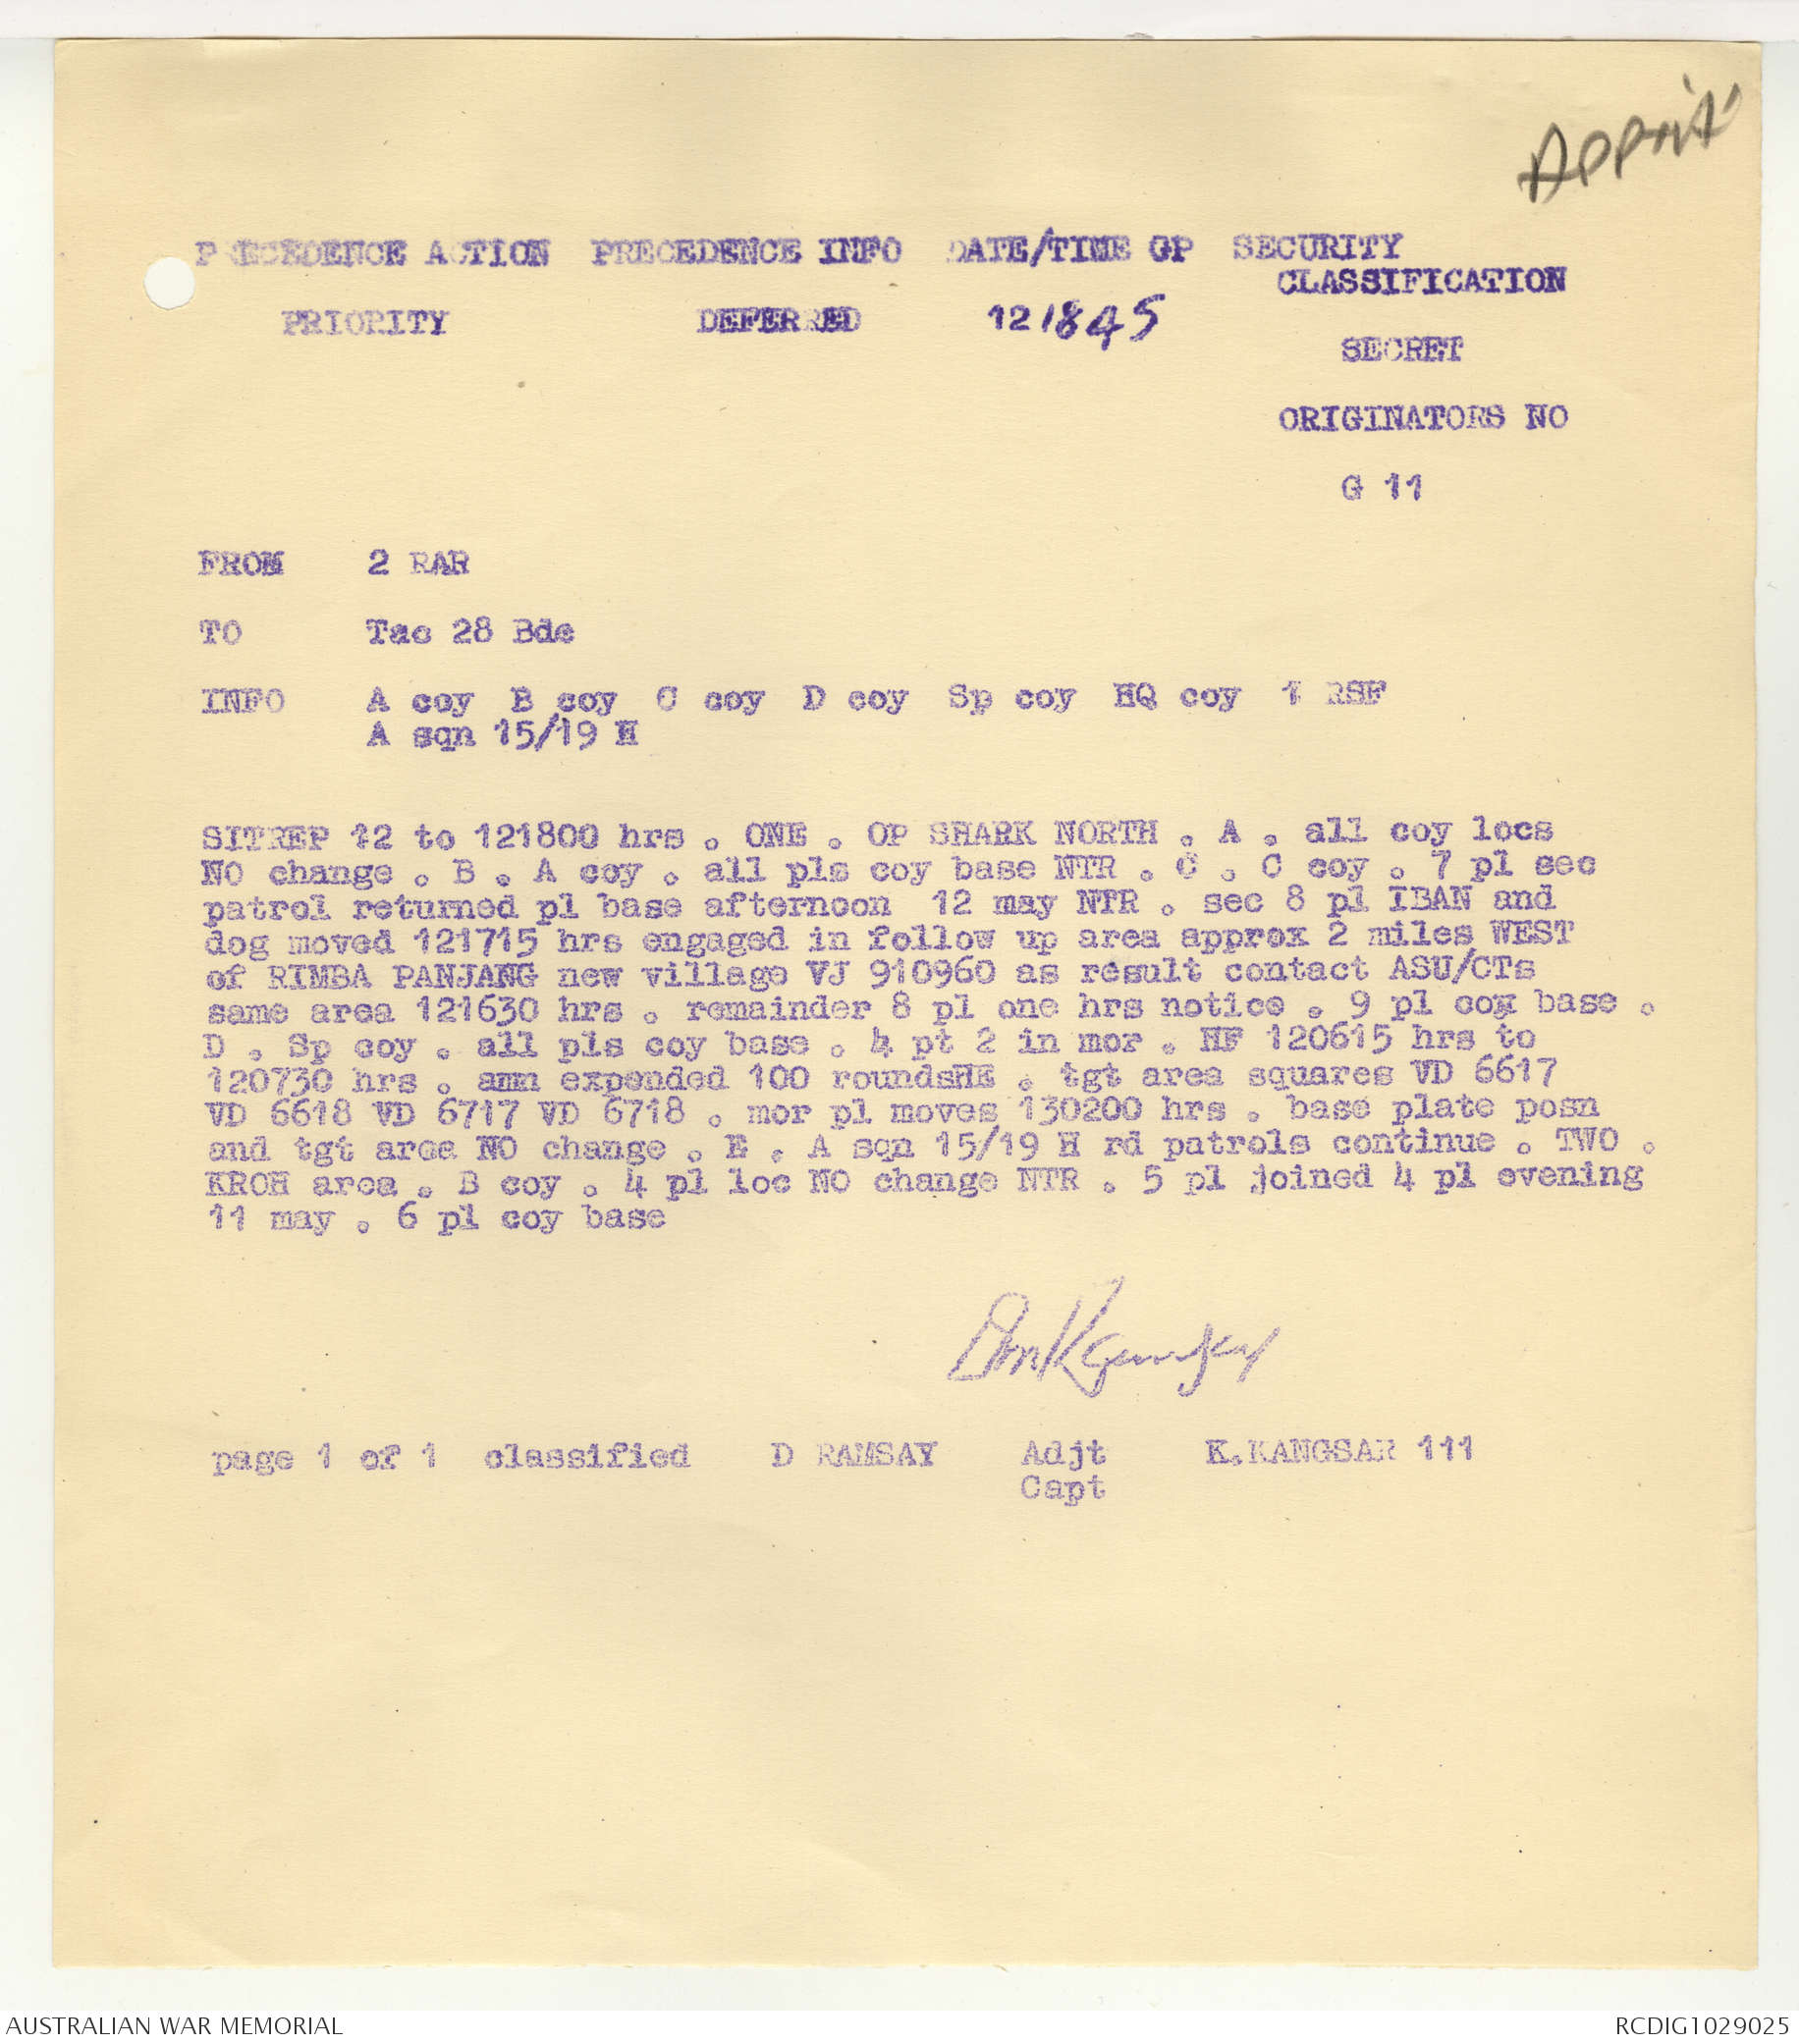 APPX 'A'
PRECEDENCE ACTION PRECEDENCE INFO DATE/TIME GP SECURITY
CLASSIFICATION
PRIORITY DEFERRED 121845
SECRET
ORIGINATORS NO
G 11
FROM 2 RAR
TO Tac 28 Bde
INFO A coy B coy C coy D coy Sp coy HQ coy 1 RSF
A sqn 15/19 H
SITREP 12 to 121800 hrs . ONE . OP SHARK NORTH . A . all coy locs
NO change . B . A coy . all pls coy base NTR . C . C coy . 7 pl sec
patrol returned pl base afternoon 12 may NTR . sec 8 pl IBAN and
dog moved 121715 hrs engaged in follow up area approx 2 miles WEST
of RIMBA PANJANG new village VJ 910960 as result contact ASU/CTs
same area 121630 hrs . remainder 8 pl one hrs notice . 9 pl coy base .
D . Sp coy . all pls coy base . 4 pt 2 in mor . HF 120615 hrs to
120730 hrs . amn expended 100 roundsHE . tgt area squares VD 6617
VD 6618 VD 6717 VD 6718 . mor pl moves 130200 hrs . base plate posn
and tgt area NO change . E . A sqn 15/19 H rd patrols continue . TWO .
KROH area . B coy . 4 pl loc NO change NTR . 5 pl joined 4 pl evening
11 may . 6 pl coy base
page 1 of 1 classified D RAMSAY Adjt K.KANGSAR 111
Capt
AUSTRALIAN WAR MEMORIAL RCDIG1029025